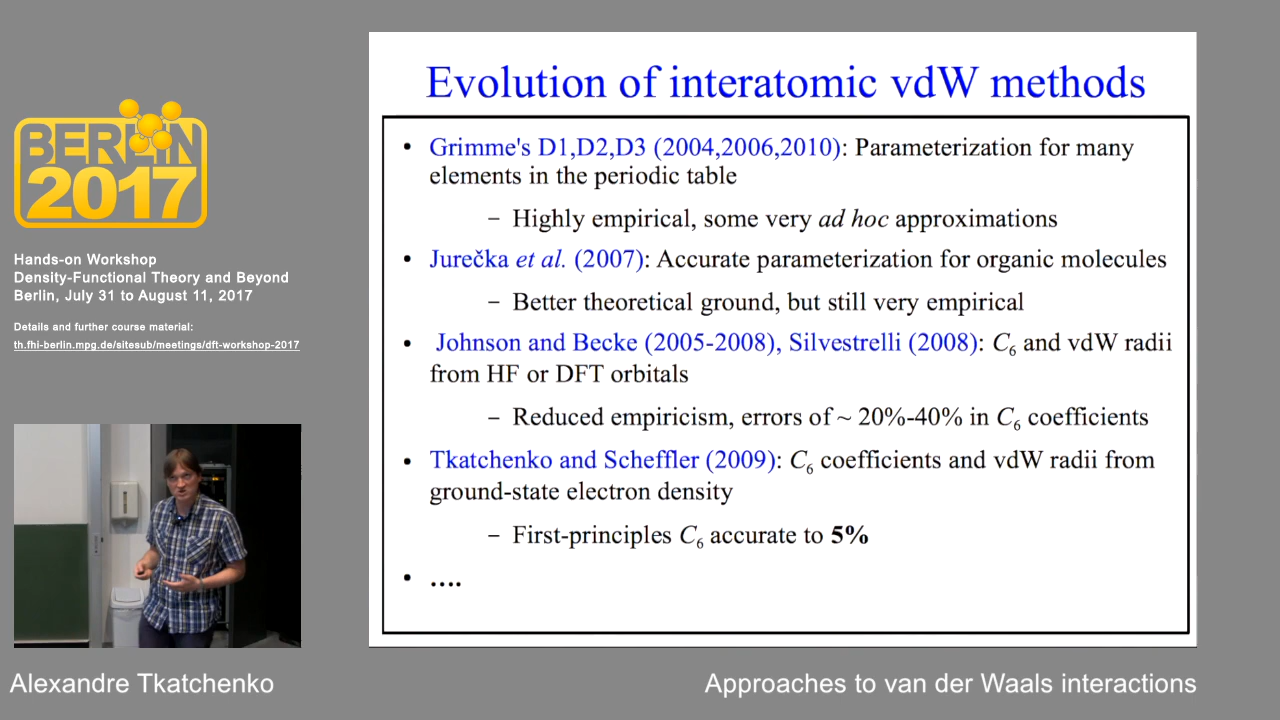 BERLIN
2017
Hands-on Workshop
Density-Functional Theory and Beyond
Berlin, July 31 to August 11, 2017
Details and further course material:
th.fhi-berlin.mpg.de/sitesub/meetings/dft-workshop-2017
Evolution of interatomic vdW methods
• Grimme's D1,D2,D3 (2004,2006,2010): Parameterization for many
elements in the periodic table
– Highly empirical, some very ad hoc approximations
• Jurečka et al. (2007): Accurate parameterization for organic molecules
– Better theoretical ground, but still very empirical
• Johnson and Becke (2005-2008), Silvestrelli (2008): C₆ and vdW radii
from HF or DFT orbitals
– Reduced empiricism, errors of ~ 20%-40% in C₆ coefficients
• Tkatchenko and Scheffler (2009): C₆ coefficients and vdW radii from
ground-state electron density
– First-principles C₆ accurate to 5%
• ....
Alexandre Tkatchenko
Approaches to van der Waals interactions